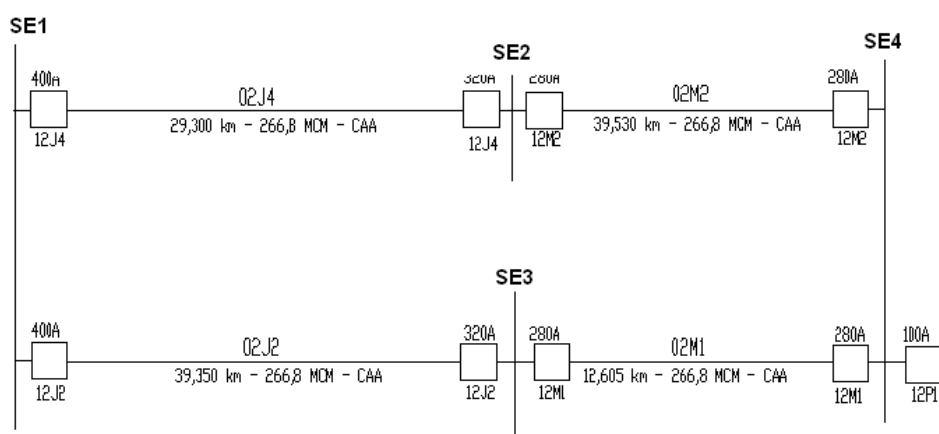 SE1
SE2
SE4
400A
320A
280A
280A
02J4
02M2
29,300 km - 266,8 MCM - CAA
39,530 km - 266,8 MCM - CAA
12J4
12J4
12M2
12M2
SE3
400A
320A
280A
280A
100A
02J2
02M1
39,350 km - 266,8 MCM - CAA
12,605 km - 266,8 MCM - CAA
12J2
12J2
12M1
12M1
12P1